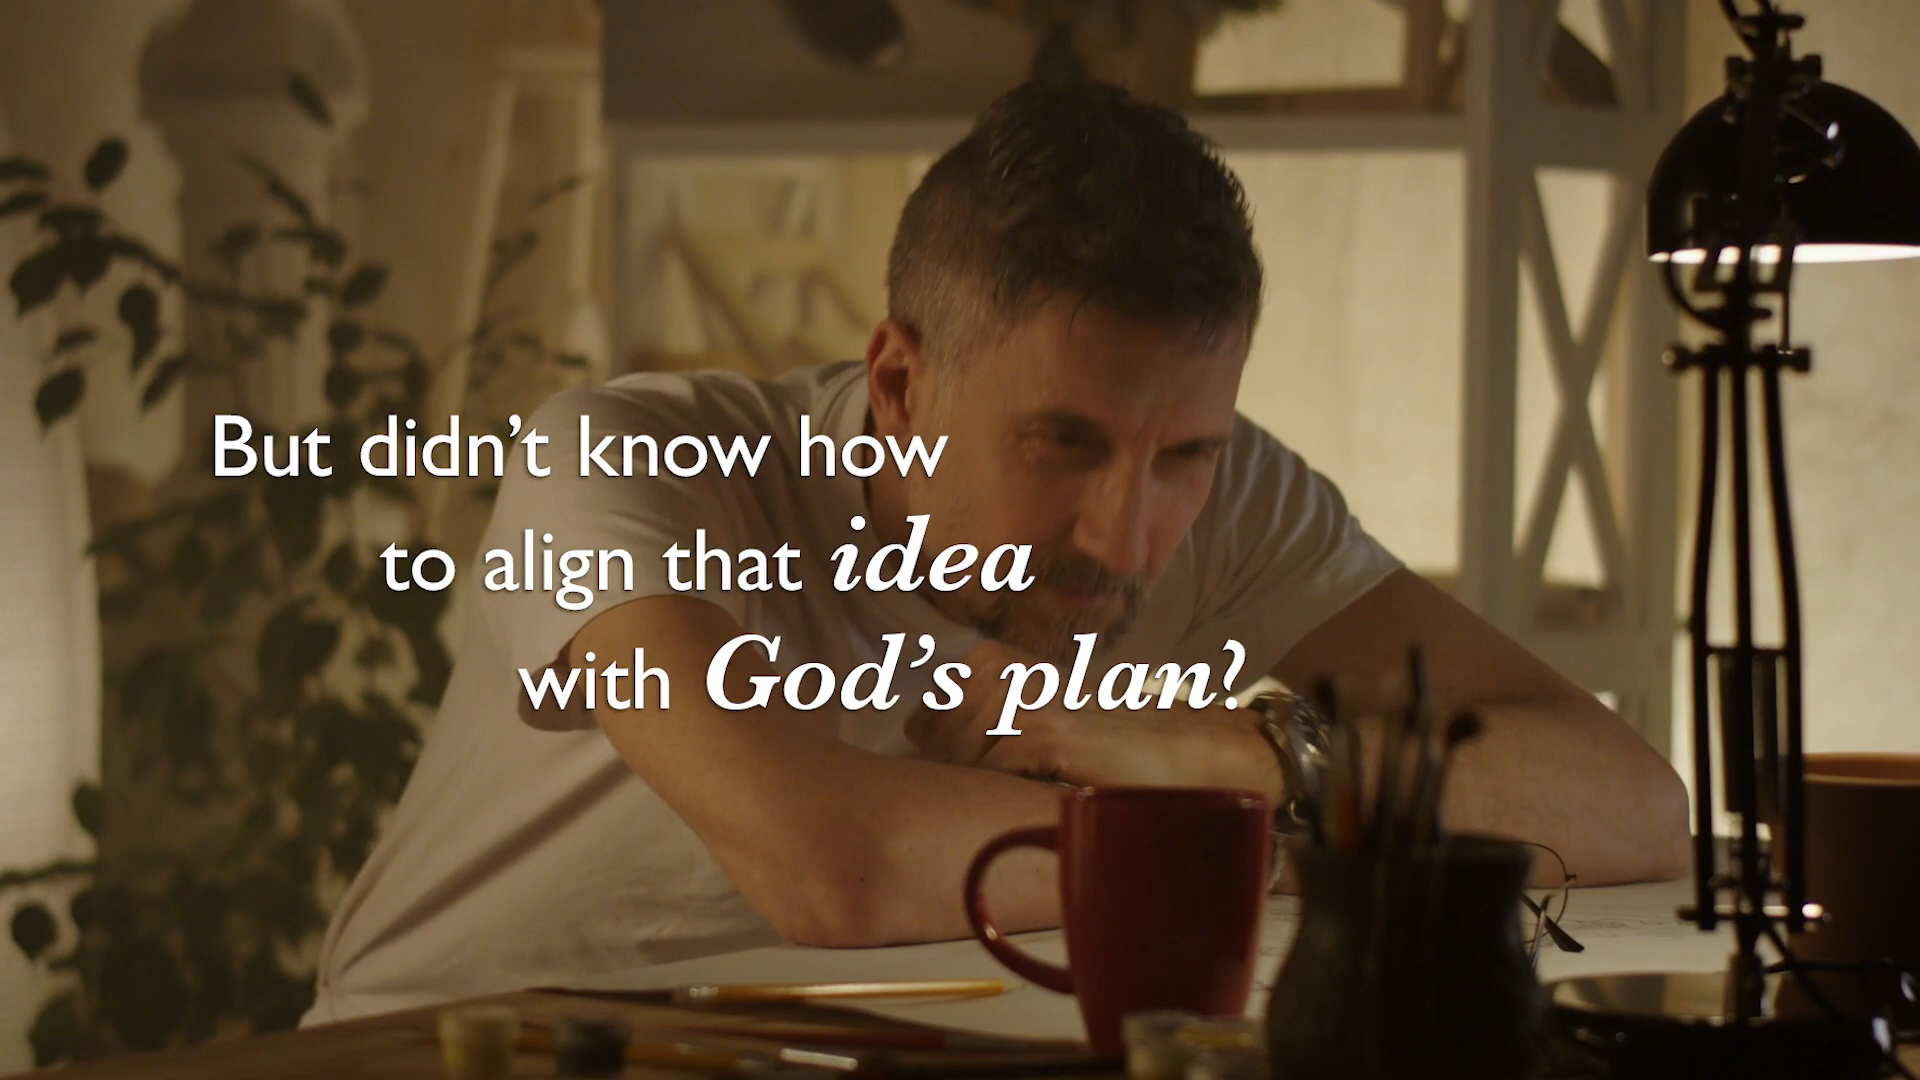 But didn’t know how
to align that idea
with God’s plan?